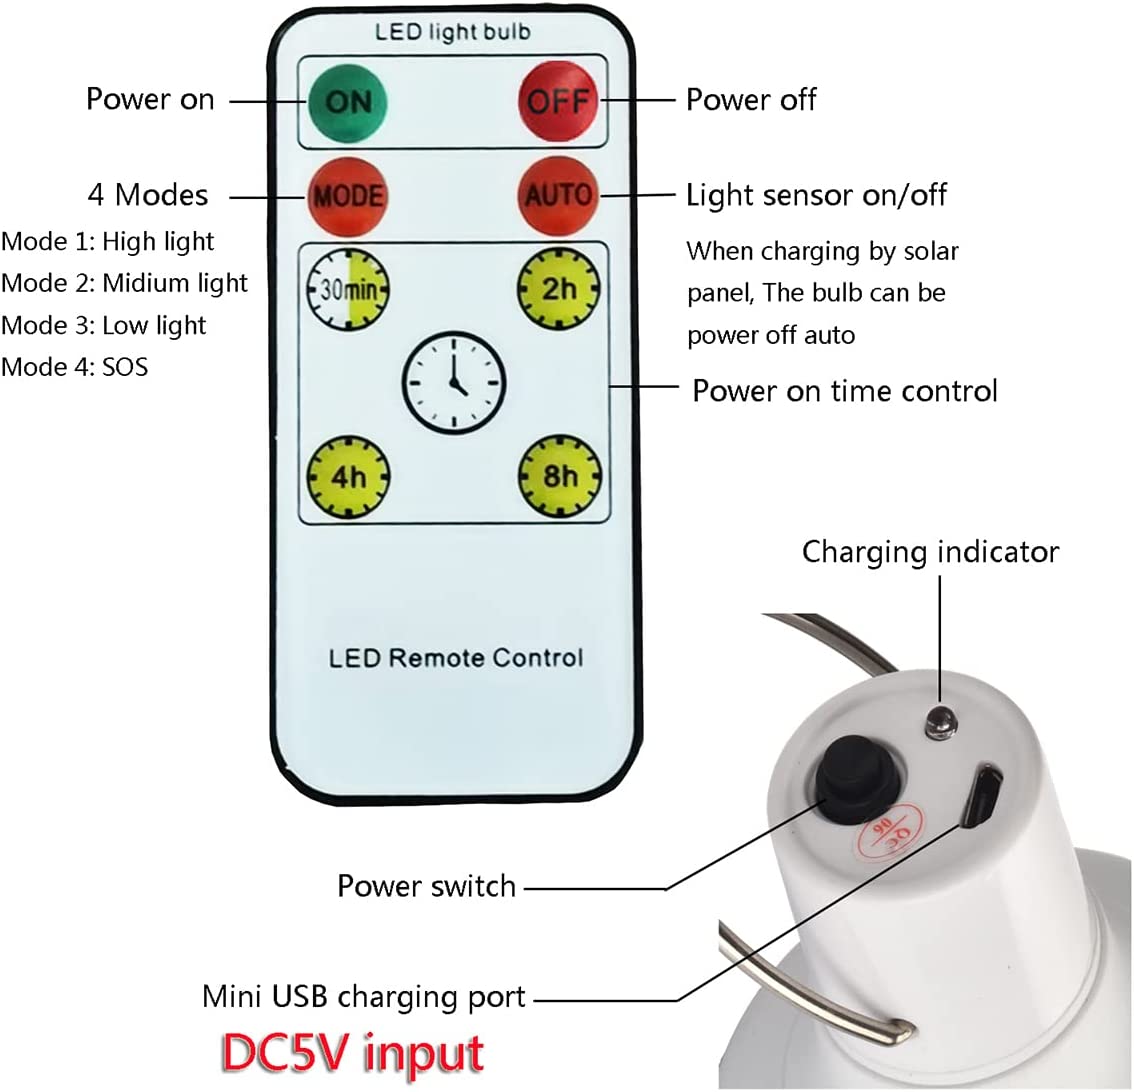 LED light bulb
Power on
ON
OFF
Power off
4 Modes
MODE
AUTO
Light sensor on/off
Mode 1: High light
Mode 2: Midium light
Mode 3: Low light
Mode 4: SOS
When charging by solar
panel, The bulb can be
power off auto
30min
2h
Power on time control
4h
8h
LED Remote Control
Charging indicator
Power switch
QC
06
Mini USB charging port
DC5V input